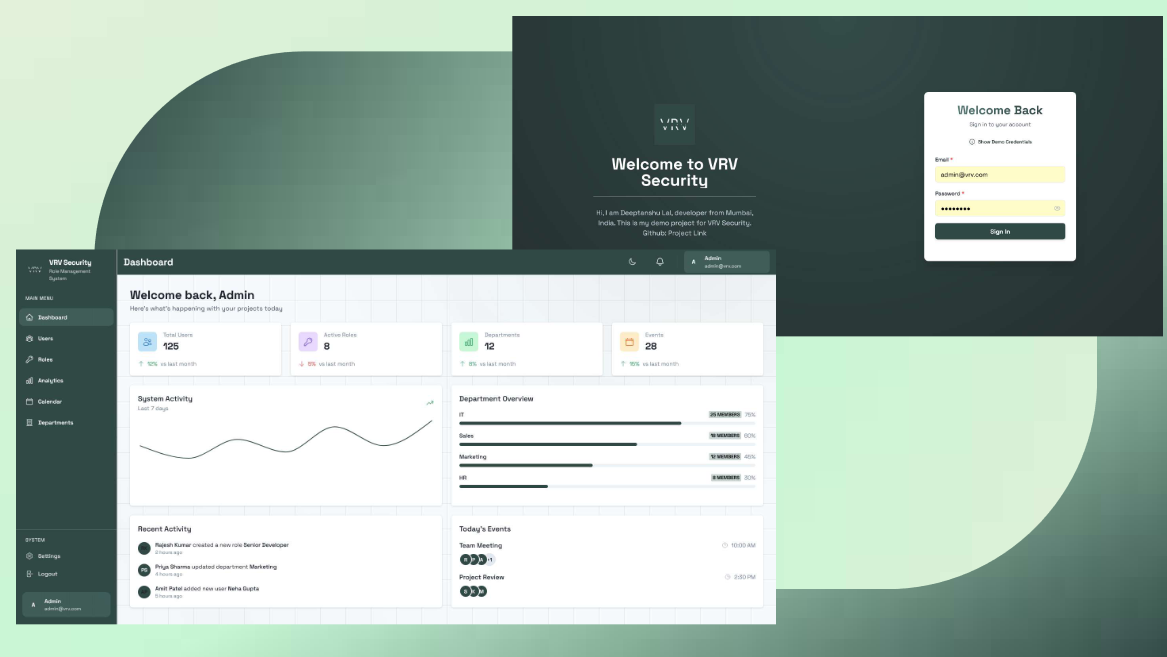 VRV
Welcome to VRV
Security
Hi, I am Deeptanshu Lal, developer from Mumbai,
India. This is my demo project for VRV Security.
Github: Project Link
Welcome Back
Sign in to your account
Show Demo Credentials
Email *
admin@vrv.com
Password *
••••••••
Sign In
VRV
VRV Security
Role Management
System
MAIN MENU
Dashboard
Users
Roles
Analytics
Calendar
Departments
SYSTEM
Settings
Logout
A
Admin
admin@vrv.com
Dashboard
A
Admin
admin@vrv.com
Welcome back, Admin
Here's what's happening with your projects today
Total Users
125
↑ 12% vs last month
Active Roles
8
↓ 5% vs last month
Departments
12
↑ 8% vs last month
Events
28
↑ 15% vs last month
System Activity
Last 7 days
Department Overview
IT
25 MEMBERS 75%
Sales
18 MEMBERS 60%
Marketing
12 MEMBERS 45%
HR
8 MEMBERS 30%
Recent Activity
Rajesh Kumar created a new role Senior Developer
2 hours ago
PS
Priya Sharma updated department Marketing
4 hours ago
Amit Patel added new user Neha Gupta
5 hours ago
Today's Events
Team Meeting
10:00 AM
R P A +1
Project Review
2:30 PM
S K M